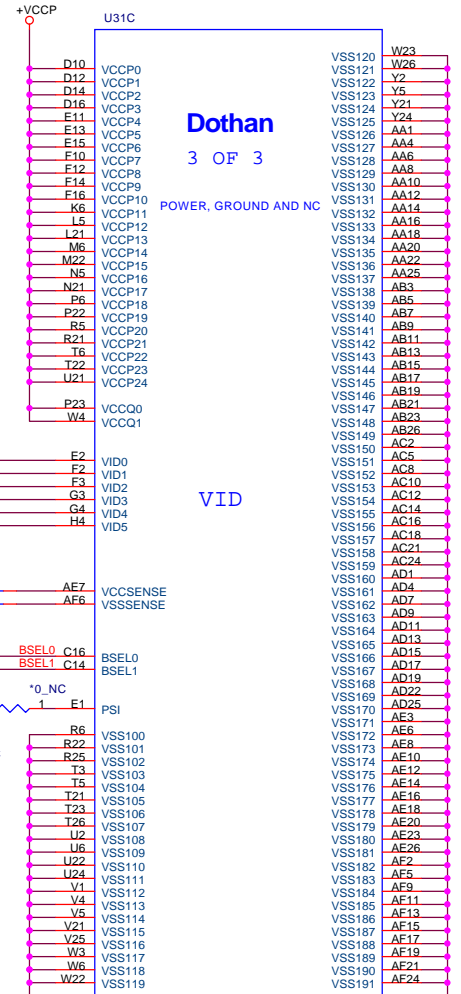 +VCCP
U31C
D10 VCCP0
D12 VCCP1
D14 VCCP2
D16 VCCP3
E11 VCCP4
E13 VCCP5
E15 VCCP6
F10 VCCP7
F12 VCCP8
F14 VCCP9
F16 VCCP10
K6 VCCP11
L5 VCCP12
L21 VCCP13
M6 VCCP14
M22 VCCP15
N5 VCCP16
N21 VCCP17
P6 VCCP18
P22 VCCP19
R5 VCCP20
R21 VCCP21
T6 VCCP22
T22 VCCP23
U21 VCCP24
P23 VCCQ0
W4 VCCQ1
E2 VID0
F2 VID1
F3 VID2
G3 VID3
G4 VID4
H4 VID5
AE7 VCCSENSE
AF6 VSSSENSE
BSEL0 C16 BSEL0
BSEL1 C14 BSEL1
*0_NC
1 E1 PSI
R6 VSS100
R22 VSS101
R25 VSS102
T3 VSS103
T5 VSS104
T21 VSS105
T23 VSS106
T26 VSS107
U2 VSS108
U6 VSS109
U22 VSS110
U24 VSS111
V1 VSS112
V4 VSS113
V5 VSS114
V21 VSS115
V25 VSS116
W3 VSS117
W6 VSS118
W22 VSS119
Dothan
3 OF 3
POWER, GROUND AND NC
VID
VSS120 W23
VSS121 W26
VSS122 Y2
VSS123 Y5
VSS124 Y21
VSS125 Y24
VSS126 AA1
VSS127 AA4
VSS128 AA6
VSS129 AA8
VSS130 AA10
VSS131 AA12
VSS132 AA14
VSS133 AA16
VSS134 AA18
VSS135 AA20
VSS136 AA22
VSS137 AA25
VSS138 AB3
VSS139 AB5
VSS140 AB7
VSS141 AB9
VSS142 AB11
VSS143 AB13
VSS144 AB15
VSS145 AB17
VSS146 AB19
VSS147 AB21
VSS148 AB23
VSS149 AB26
VSS150 AC2
VSS151 AC5
VSS152 AC8
VSS153 AC10
VSS154 AC12
VSS155 AC14
VSS156 AC16
VSS157 AC18
VSS158 AC21
VSS159 AC24
VSS160 AD1
VSS161 AD4
VSS162 AD7
VSS163 AD9
VSS164 AD11
VSS165 AD13
VSS166 AD15
VSS167 AD17
VSS168 AD19
VSS169 AD22
VSS170 AD25
VSS171 AE3
VSS172 AE6
VSS173 AE8
VSS174 AE10
VSS175 AE12
VSS176 AE14
VSS177 AE16
VSS178 AE18
VSS179 AE20
VSS180 AE23
VSS181 AE26
VSS182 AF2
VSS183 AF5
VSS184 AF9
VSS185 AF11
VSS186 AF13
VSS187 AF15
VSS188 AF17
VSS189 AF19
VSS190 AF21
VSS191 AF24